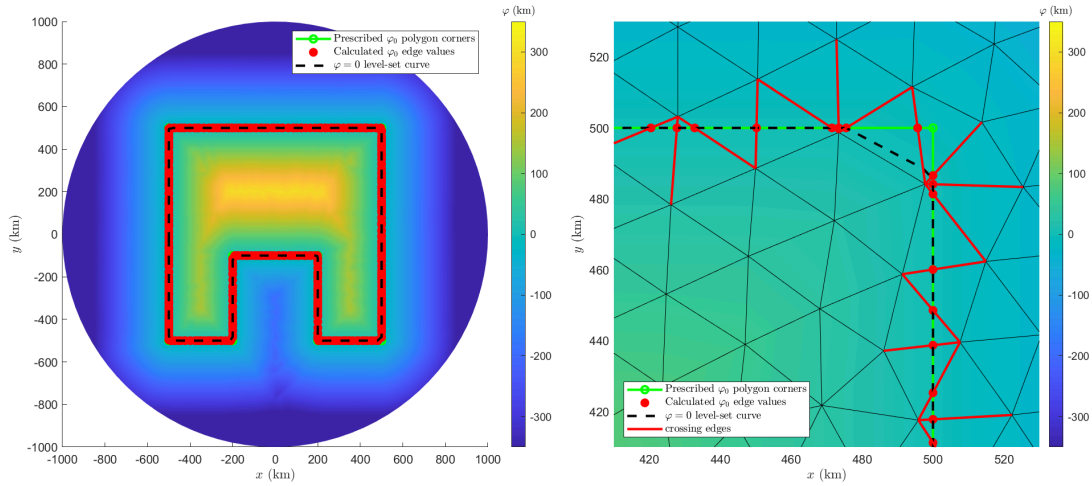 φ (km)
1000
800
600
400
200
0
-200
-400
-600
-800
-1000
y (km)
-1000 -800 -600 -400 -200 0 200 400 600 800 1000
x (km)
Prescribed φ₀ polygon corners
Calculated φ₀ edge values
φ = 0 level-set curve
300
200
100
0
-100
-200
-300
φ (km)
520
500
480
460
440
420
y (km)
420 440 460 480 500 520
x (km)
Prescribed φ₀ polygon corners
Calculated φ₀ edge values
φ = 0 level-set curve
crossing edges
300
200
100
0
-100
-200
-300